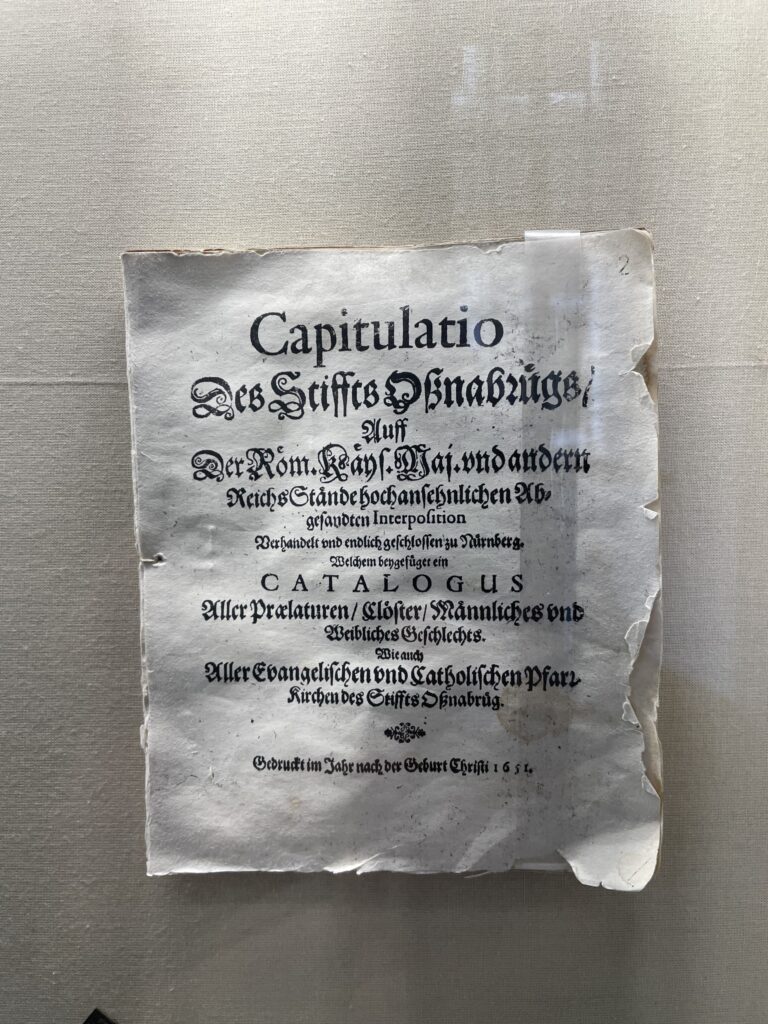 2
Capitulatio
Des Stiffts Oßnabrügs/
Auff
Der Röm. Käys. Maj. vnd andern
Reichs Stände hochansehnlichen Ab-
gesandten Interposition
Verhandelt vnd endlich geschlossen zu Nürnberg.
Welchem beygefüget ein
CATALOGUS
Aller Prælaturen/ Clöster/ Männliches vnd
Weibliches Geschlechts.
Wie auch
Aller Evangelischen vnd Catholischen Pfarr-
Kirchen des Stiffts Oßnabrüg.
Gedruckt im Jahr nach der Geburt Christi 1651.